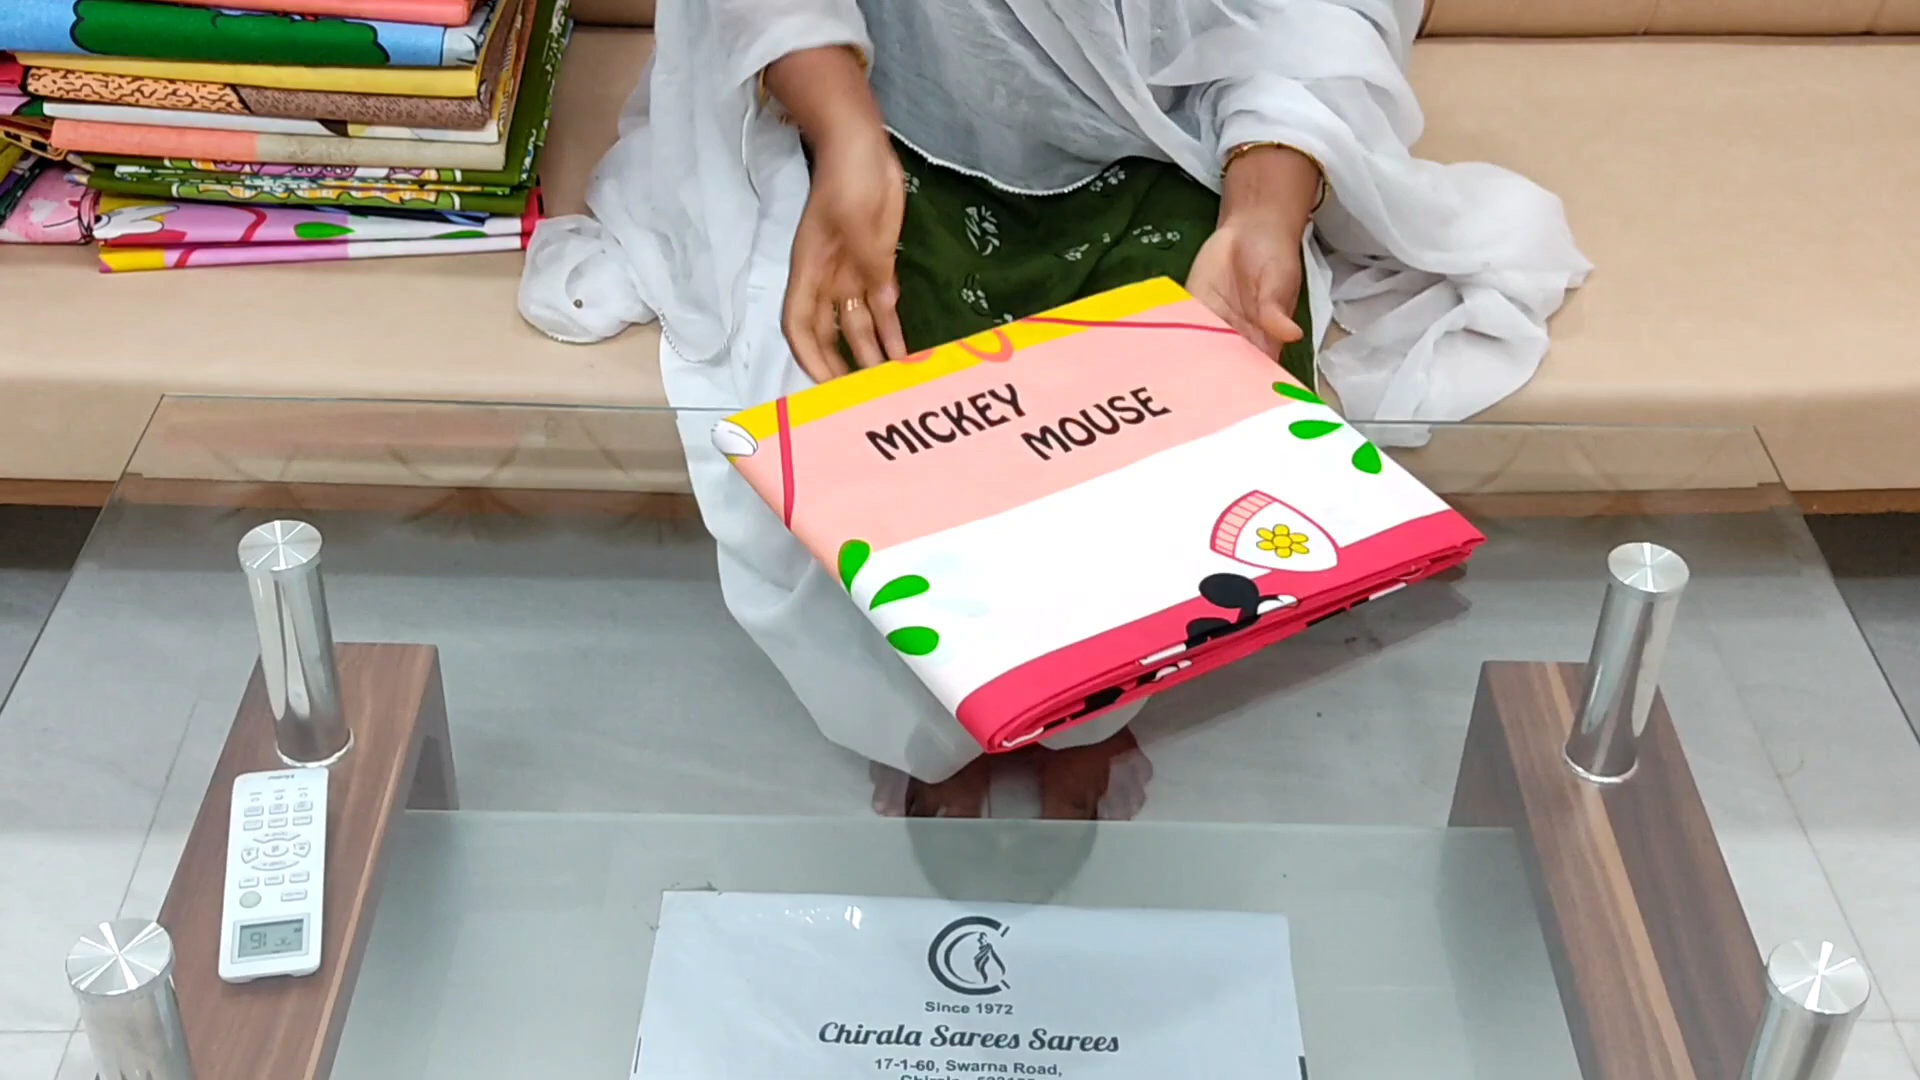 MICKEY
MOUSE
Since 1972
Chirala Sarees Sarees
17-1-60, Swarna Road,